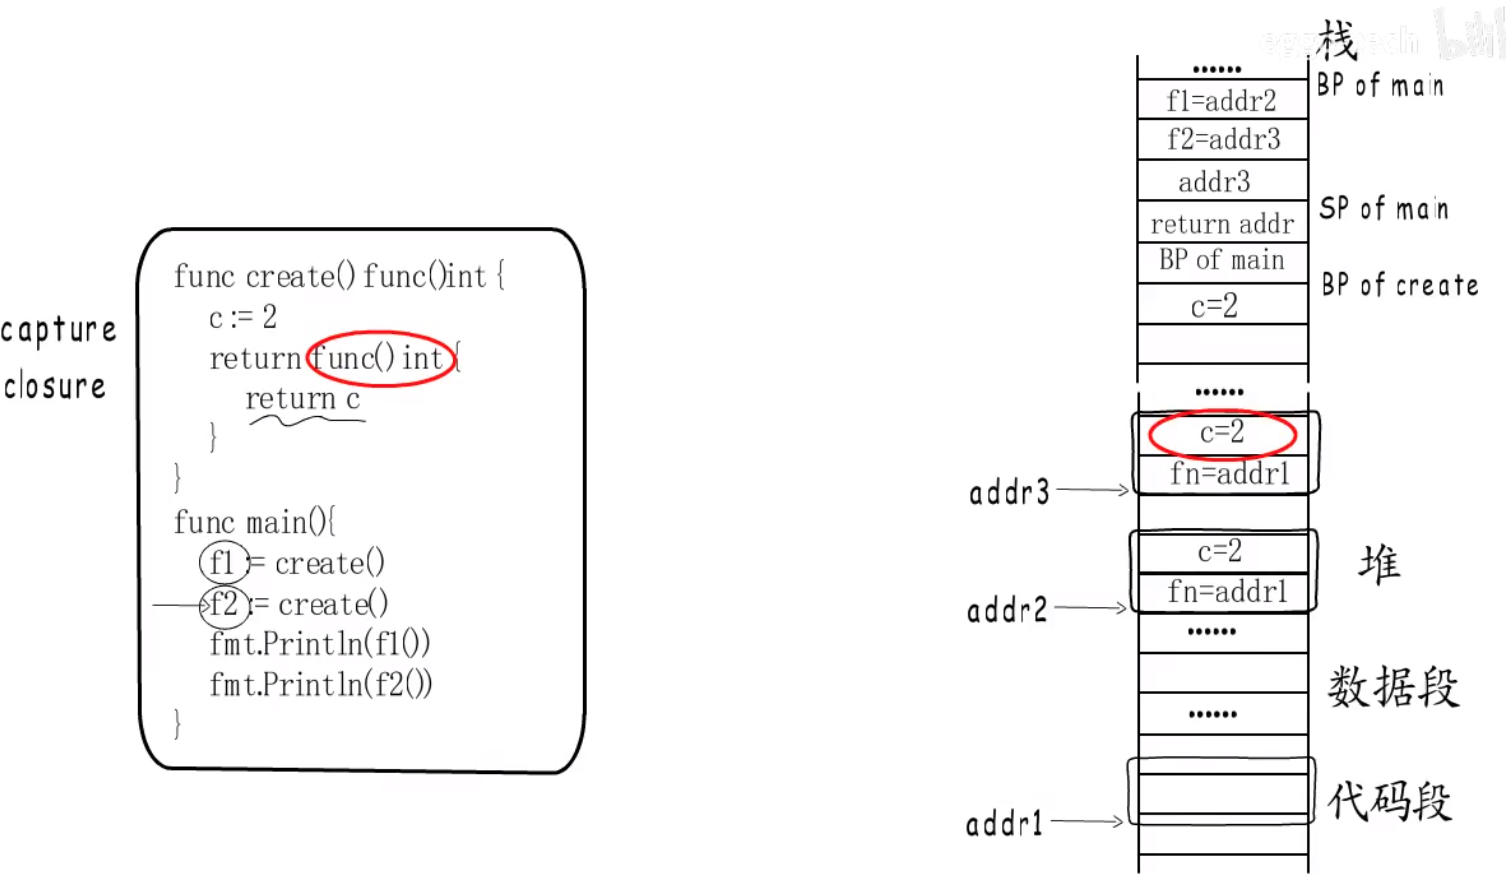 capture
closure
func create() func()int {
c := 2
return func() int {
return c
}
}
func main(){
f1 := create()
f2 := create()
fmt.Println(f1())
fmt.Println(f2())
}
栈
BP of main
......
f1=addr2
f2=addr3
addr3
SP of main
return addr
BP of main
BP of create
c=2
......
c=2
fn=addr1
addr3
c=2
堆
fn=addr1
addr2
......
数据段
......
代码段
addr1